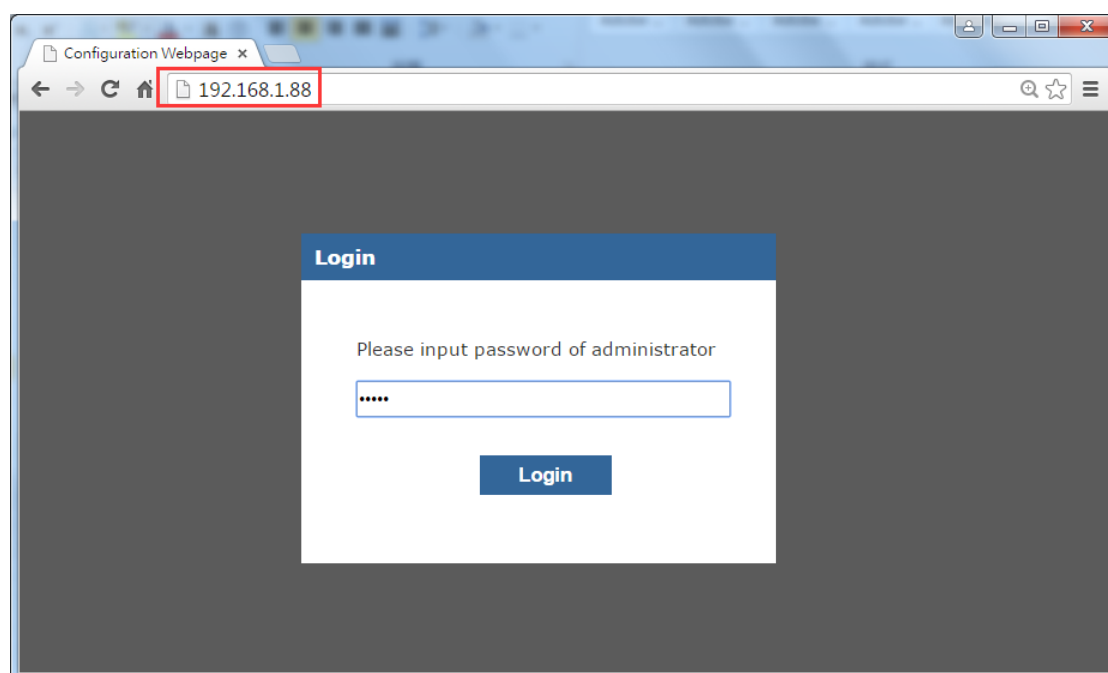 Configuration Webpage
192.168.1.88
Login
Please input password of administrator
•••••
Login